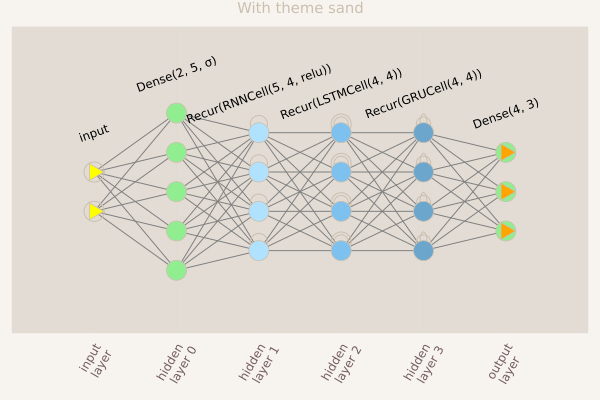 With theme sand
input
Dense(2, 5, σ)
Recur(RNNCell(5, 4, relu))
Recur(LSTMCell(4, 4))
Recur(GRUCell(4, 4))
Dense(4, 3)
input
layer
hidden
layer 0
hidden
layer 1
hidden
layer 2
hidden
layer 3
output
layer